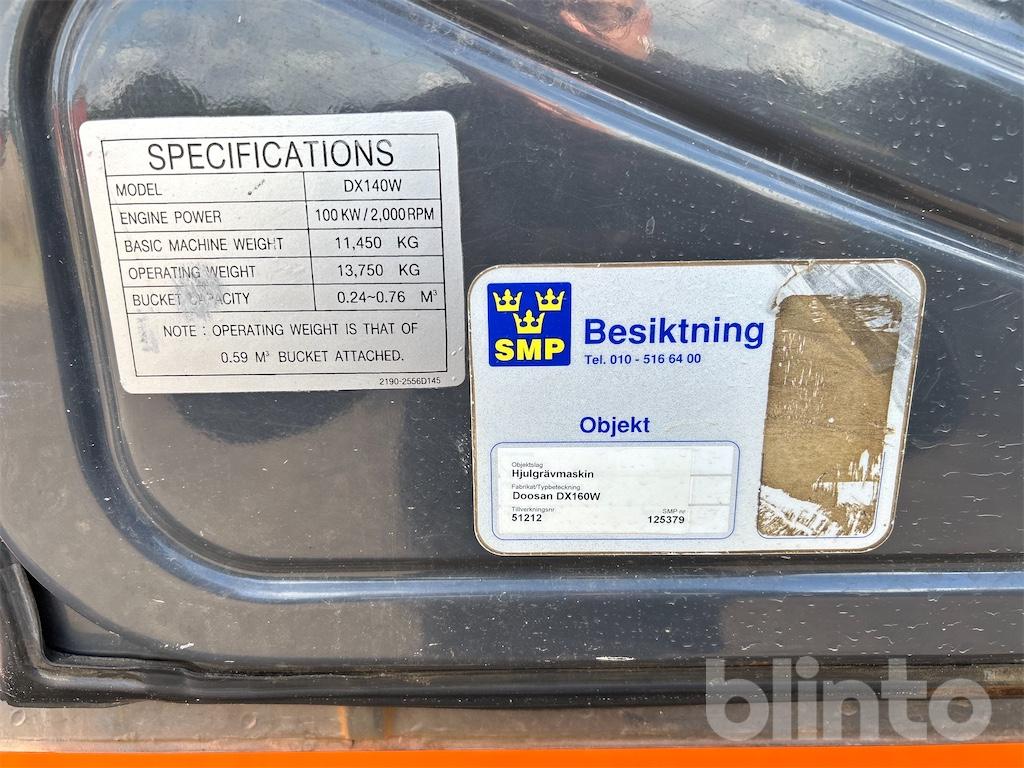 SPECIFICATIONS
MODEL DX140W
ENGINE POWER 100 KW / 2,000 RPM
BASIC MACHINE WEIGHT 11,450 KG
OPERATING WEIGHT 13,750 KG
BUCKET CAPACITY 0.24~0.76 M³
NOTE : OPERATING WEIGHT IS THAT OF
0.59 M³ BUCKET ATTACHED.
2190-2556D145
SMP
Besiktning
Tel. 010 - 516 64 00
Objekt
Objektslag
Hjulgrävmaskin
Fabrikat/Typbeteckning
Doosan DX160W
Tillverkningsnr SMP nr
51212 125379
blinto